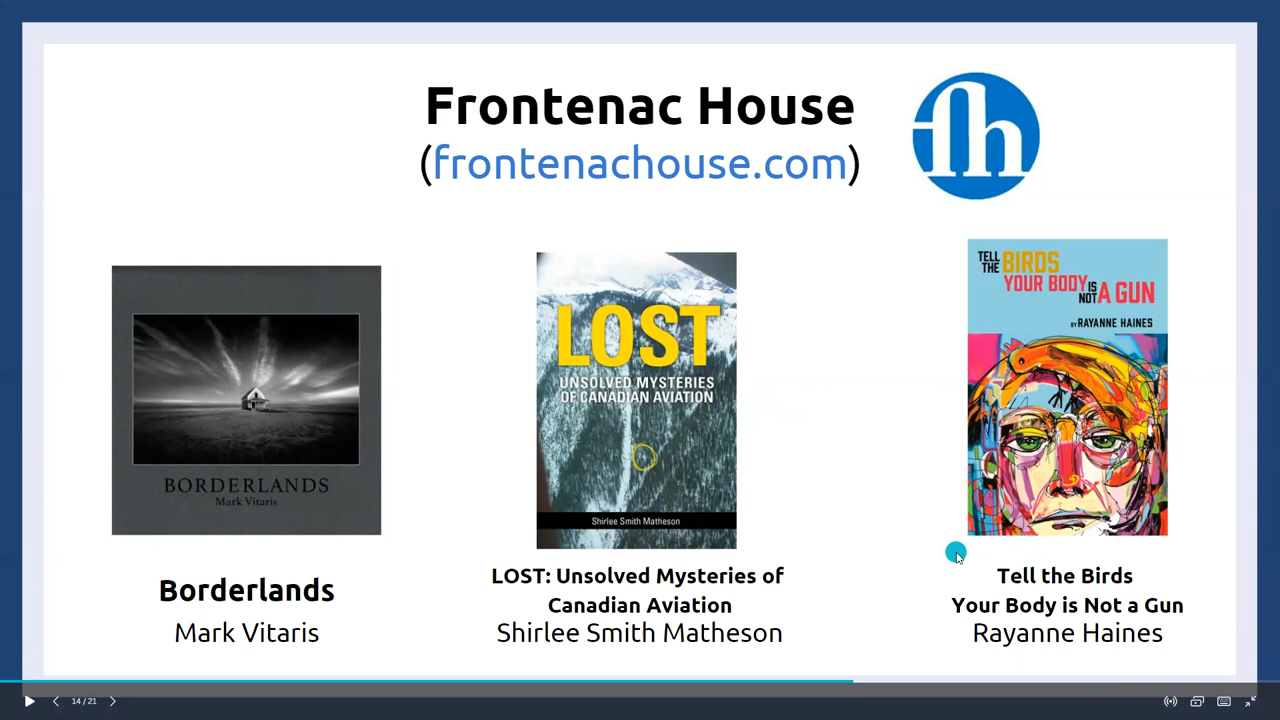 Frontenac House
(frontenachouse.com)
fh
BORDERLANDS
Mark Vitaris
LOST
UNSOLVED MYSTERIES
OF CANADIAN AVIATION
Shirlee Smith Matheson
TELL THE BIRDS
YOUR BODY IS NOT A GUN
BY RAYANNE HAINES
Borderlands
Mark Vitaris
LOST: Unsolved Mysteries of
Canadian Aviation
Shirlee Smith Matheson
Tell the Birds
Your Body is Not a Gun
Rayanne Haines
14 / 21